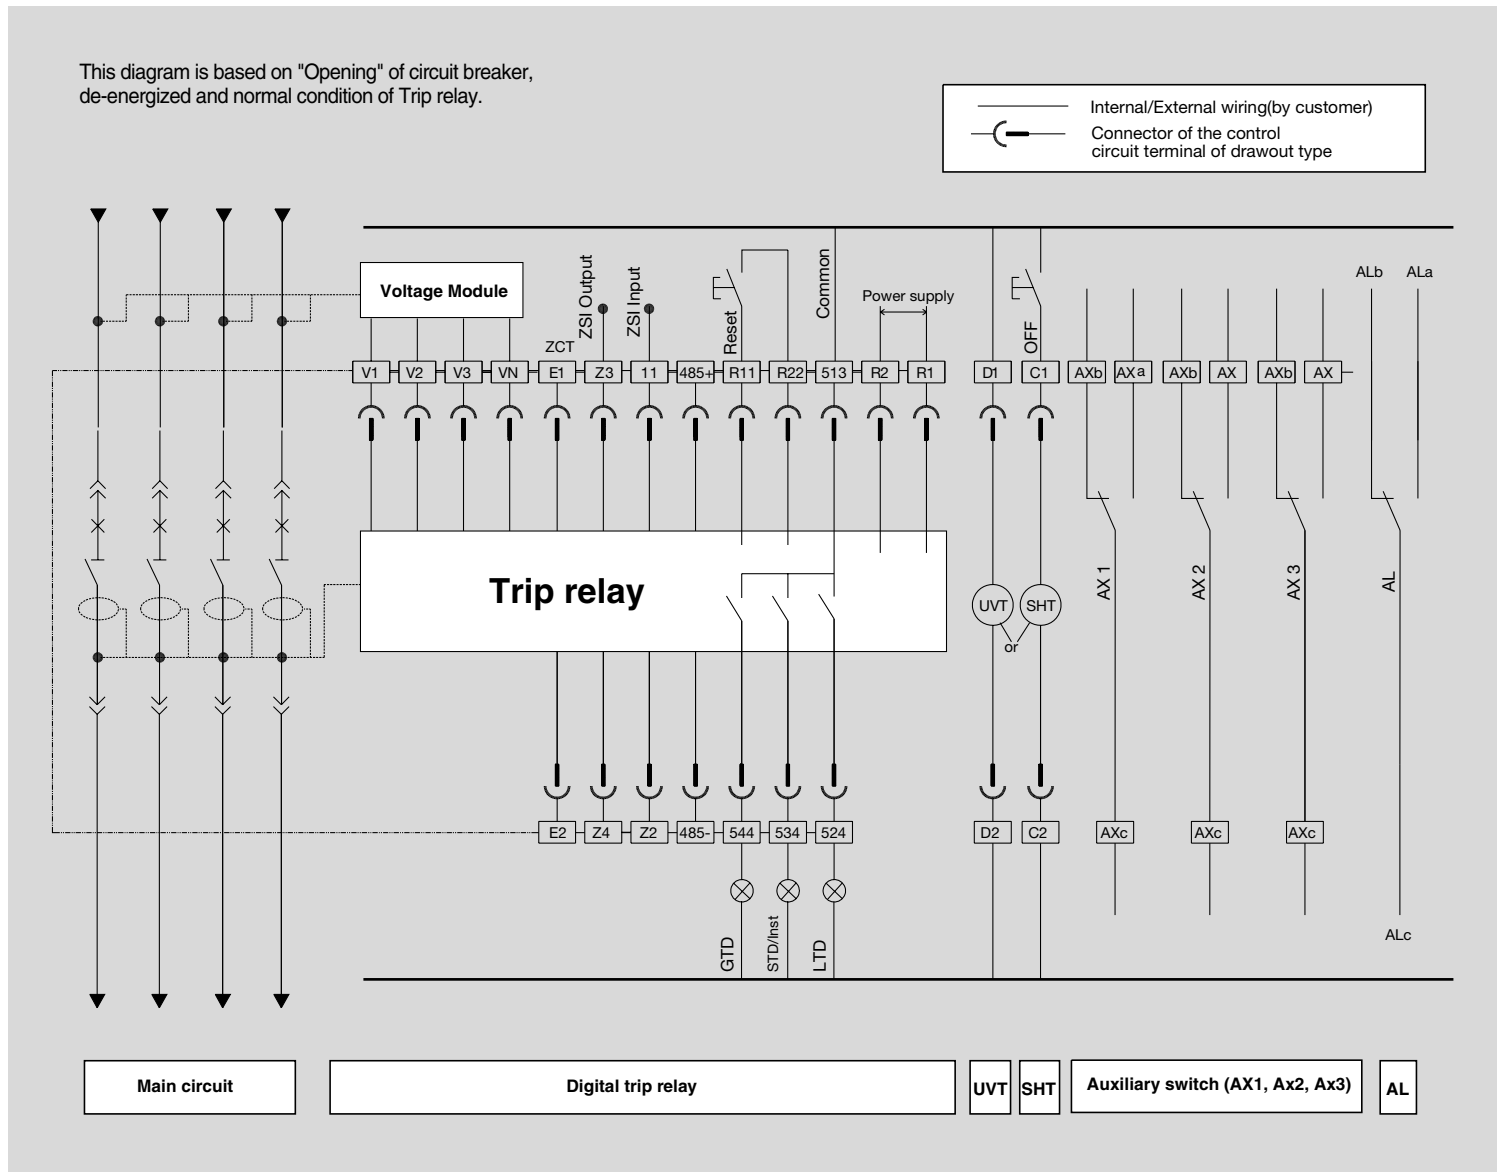 This diagram is based on "Opening" of circuit breaker,
de-energized and normal condition of Trip relay.
Internal/External wiring(by customer)
Connector of the control
circuit terminal of drawout type
Voltage Module
ZCT
ZSI Output
ZSI Input
Reset
Common
Power supply
OFF
ALb ALa
V1 V2 V3 VN E1 Z3 11 485+ R11 R22 513 R2 R1 D1 C1 AXb AXa AXb AX AXb AX
Trip relay
UVT SHT
or
AX 1
AX 2
AX 3
AL
E2 Z4 Z2 485- 544 534 524 D2 C2 AXc AXc AXc
GTD
STD/Inst
LTD
ALc
Main circuit
Digital trip relay
UVT
SHT
Auxiliary switch (AX1, Ax2, Ax3)
AL